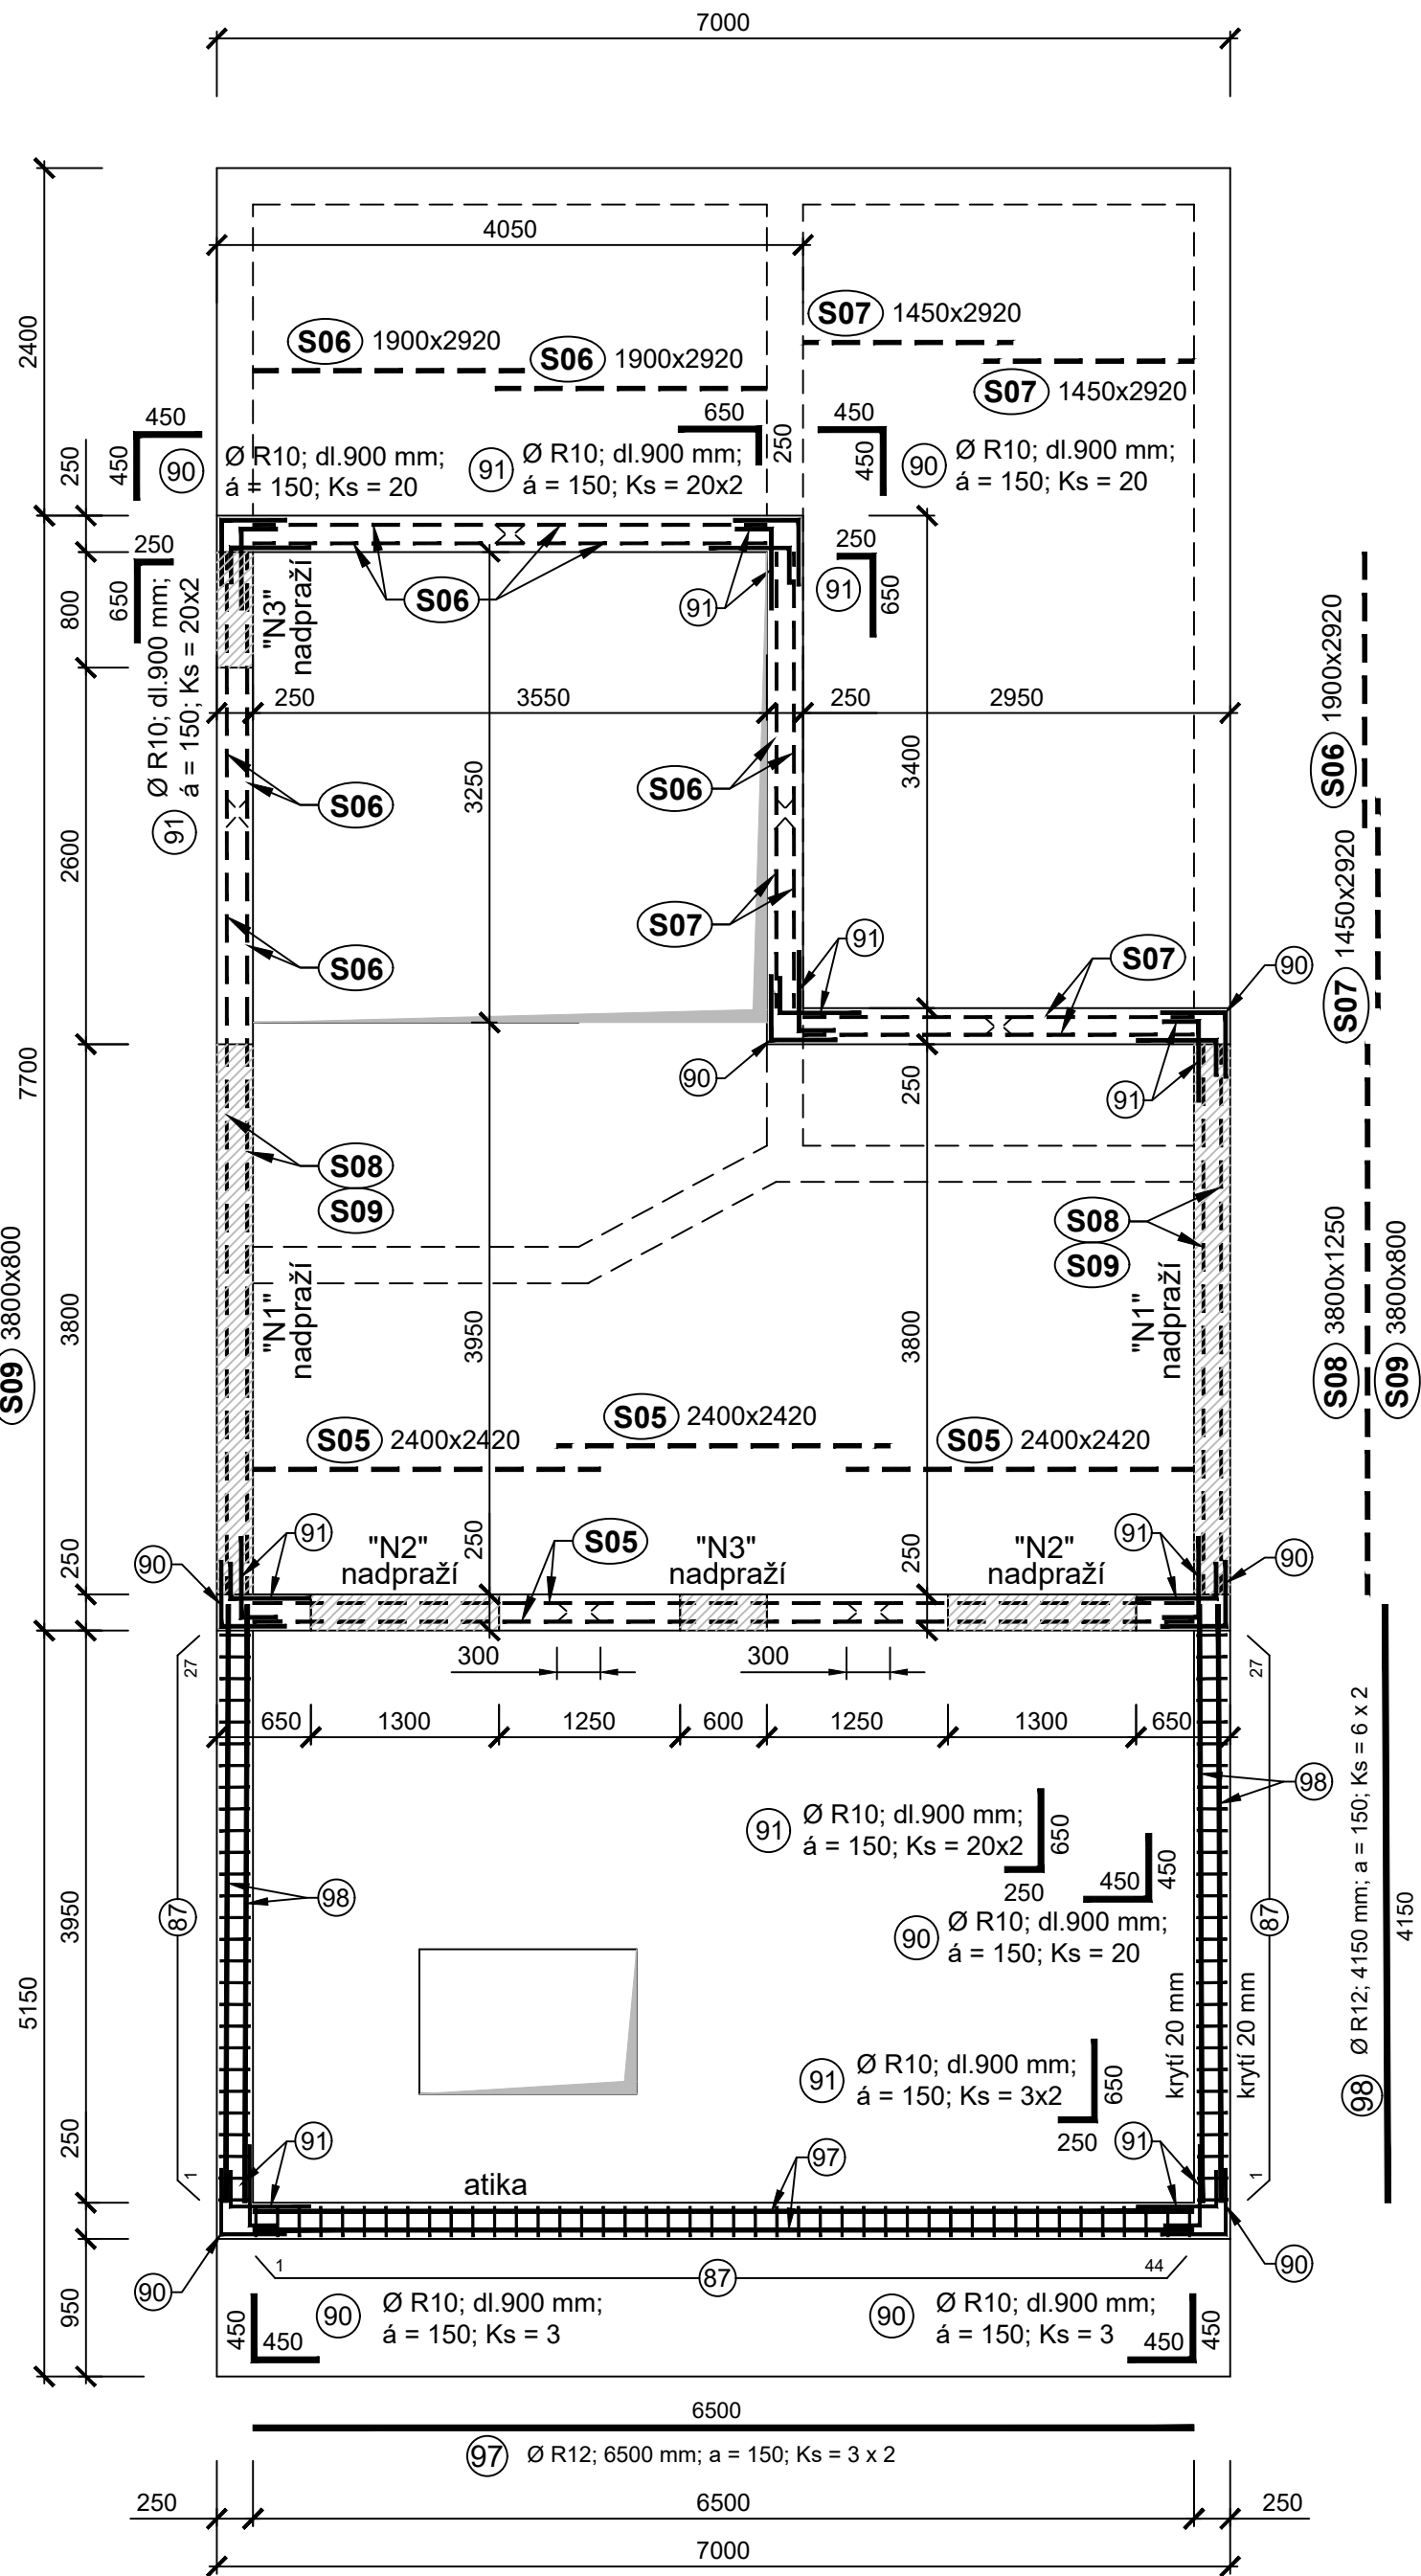 7000
4050
2400
S06 1900x2920
S06 1900x2920
S07 1450x2920
S07 1450x2920
450
450
90
Ø R10; dl.900 mm;
á = 150; Ks = 20
91
Ø R10; dl.900 mm;
á = 150; Ks = 20x2
650
250
450
450
90
Ø R10; dl.900 mm;
á = 150; Ks = 20
250
250
650
91
Ø R10; dl.900 mm;
á = 150; Ks = 20x2
"N3"
nadpraží
S06
91
250
91
650
800
250
3550
250
2950
S06
S06
3250
3400
S06
S07
2600
91
S07
90
S06 1900x2920
S07 1450x2920
7700
90
250
91
S08
S09
S08
S09
S09 3800x800
3800
"N1"
nadpraží
3950
3800
"N1"
nadpraží
S08 3800x1250
S09 3800x800
S05 2400x2420
S05 2400x2420
S05 2400x2420
250
90
91
"N2"
nadpraží
250
S05
"N3"
nadpraží
250
"N2"
nadpraží
91
90
27
300
300
27
650
1300
1250
600
1250
1300
650
98
91
Ø R10; dl.900 mm;
á = 150; Ks = 20x2
650
250
450
450
90
Ø R10; dl.900 mm;
á = 150; Ks = 20
98
87
87
3950
5150
98 Ø R12; 4150 mm; a = 150; Ks = 6 x 2
4150
krytí 20 mm
krytí 20 mm
91
Ø R10; dl.900 mm;
á = 150; Ks = 3x2
650
250
250
91
1
97
91
1
atika
90
1
87
44
90
950
450
450
90
Ø R10; dl.900 mm;
á = 150; Ks = 3
90
Ø R10; dl.900 mm;
á = 150; Ks = 3
450
450
6500
97 Ø R12; 6500 mm; a = 150; Ks = 3 x 2
250
6500
250
7000